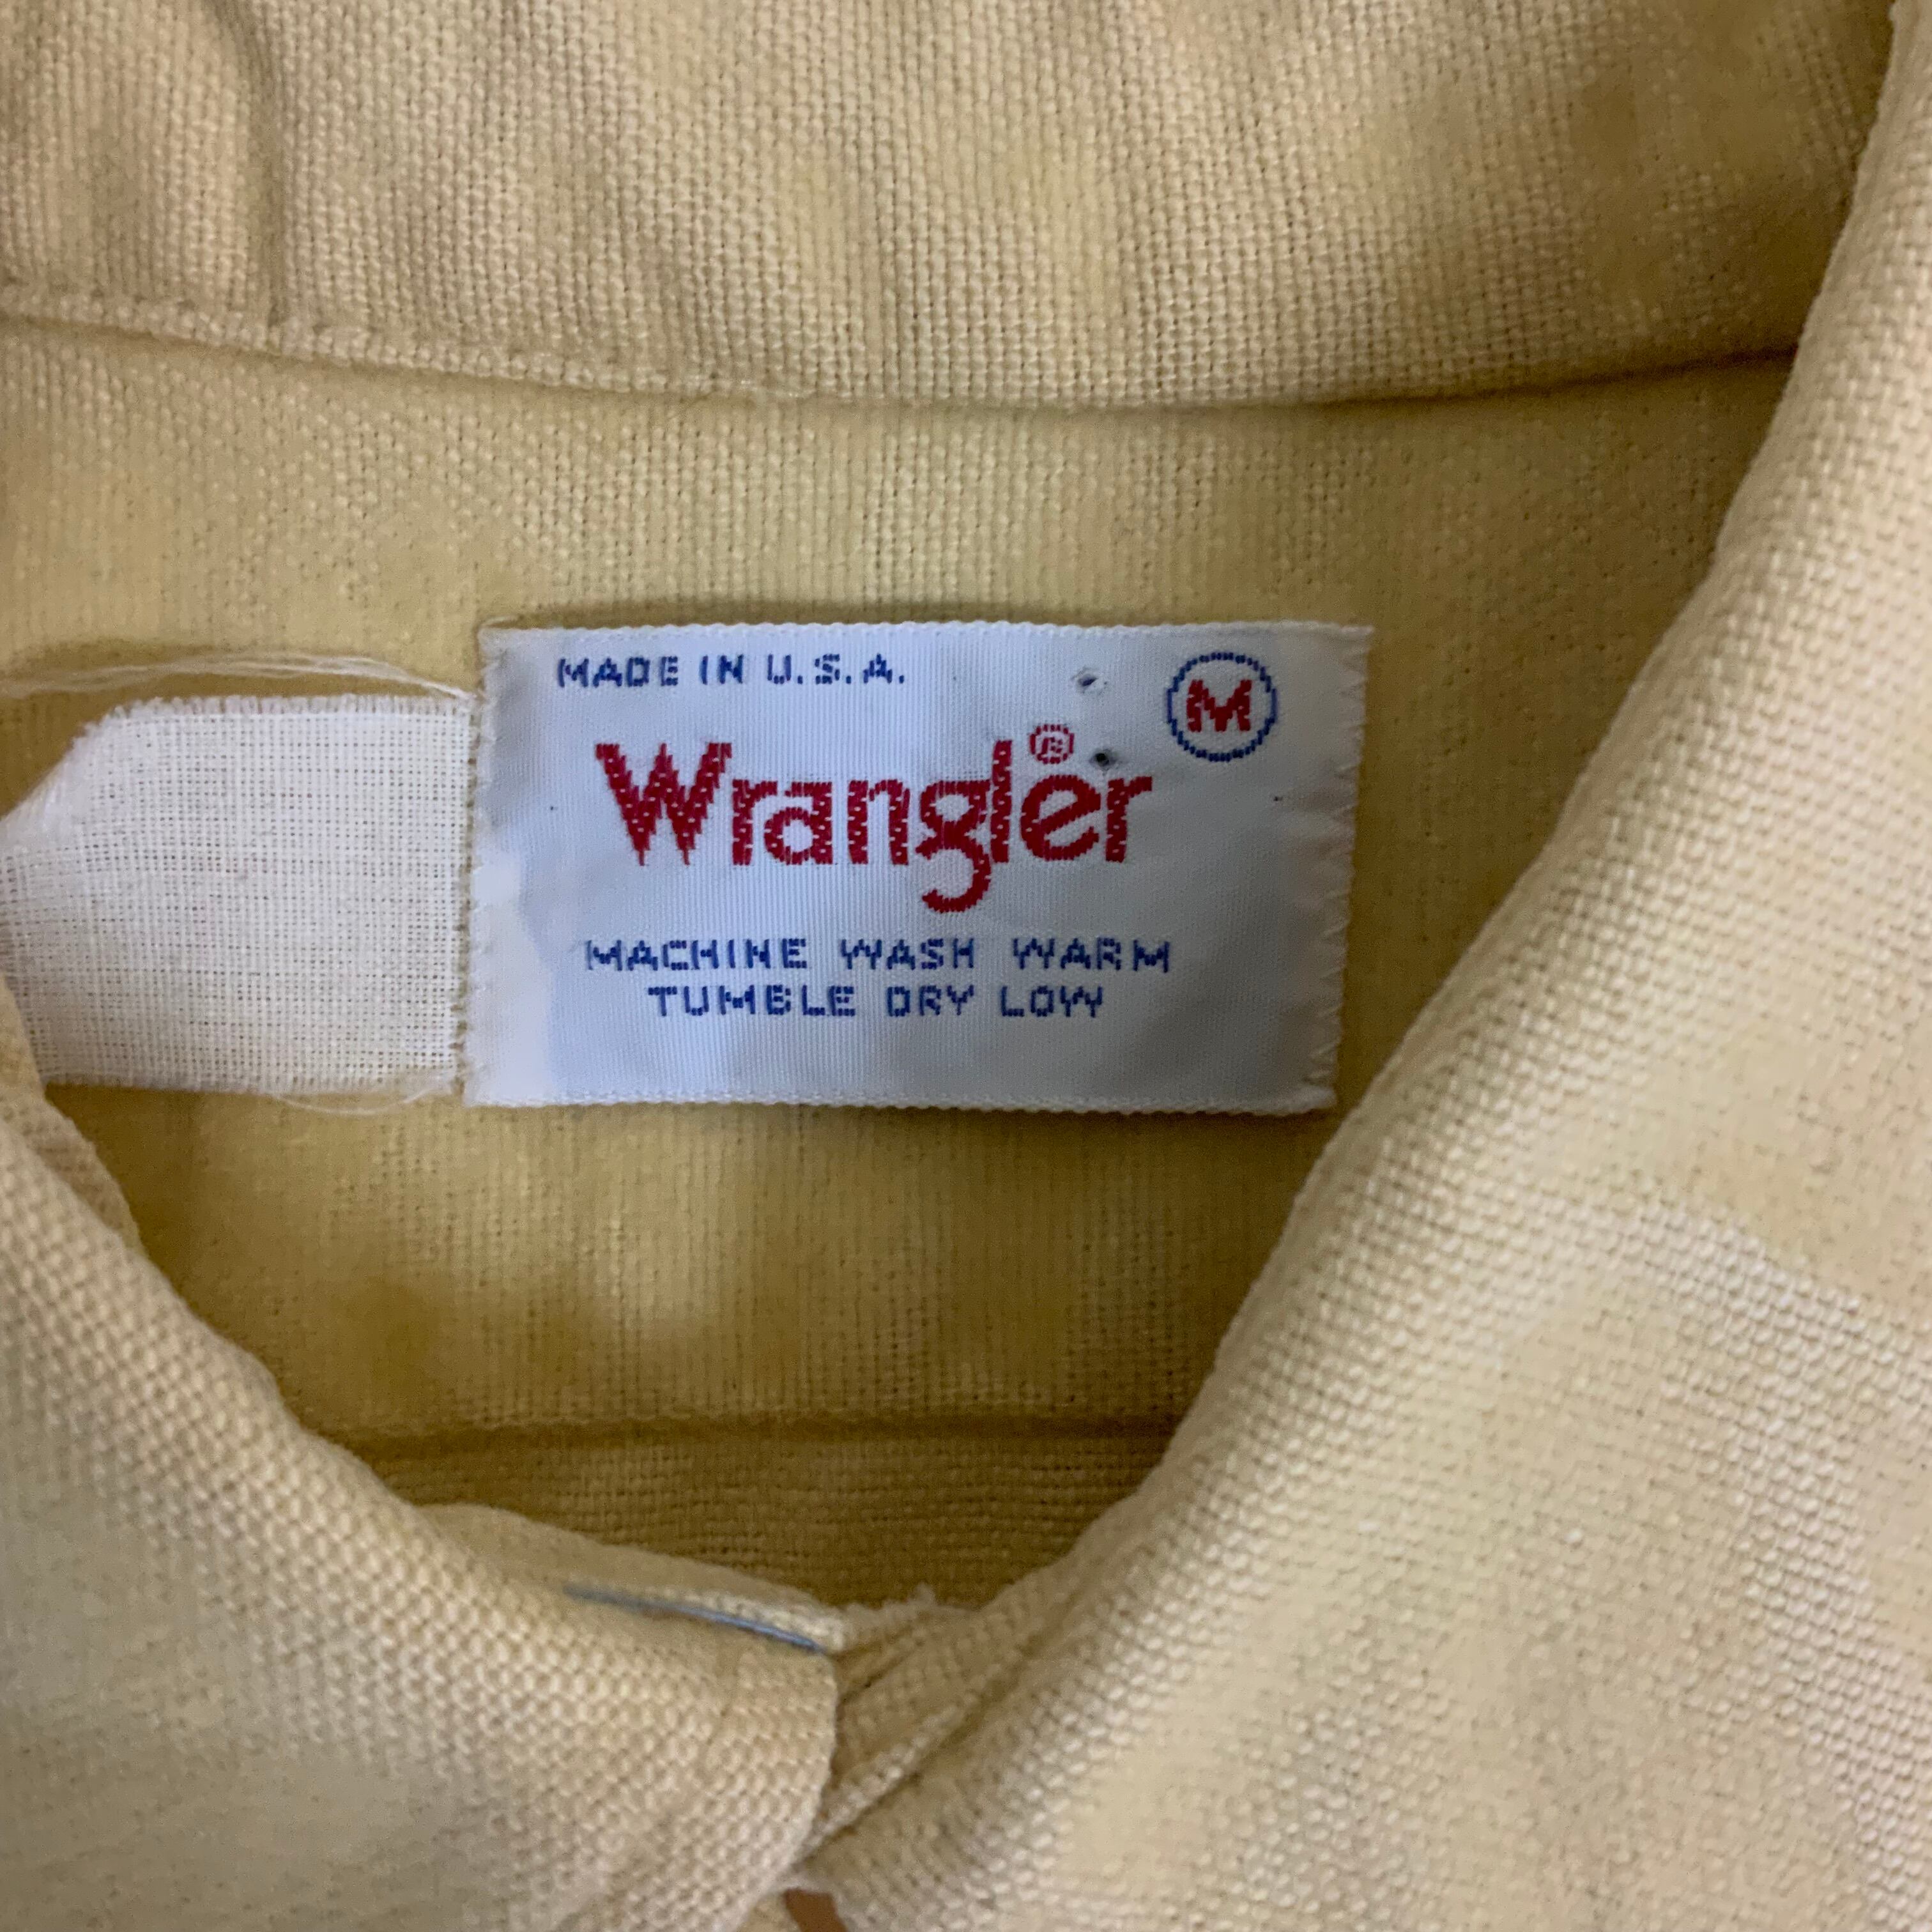 MADE IN U.S.A.
M
Wrangler®
MACHINE WASH WARM
TUMBLE DRY LOW